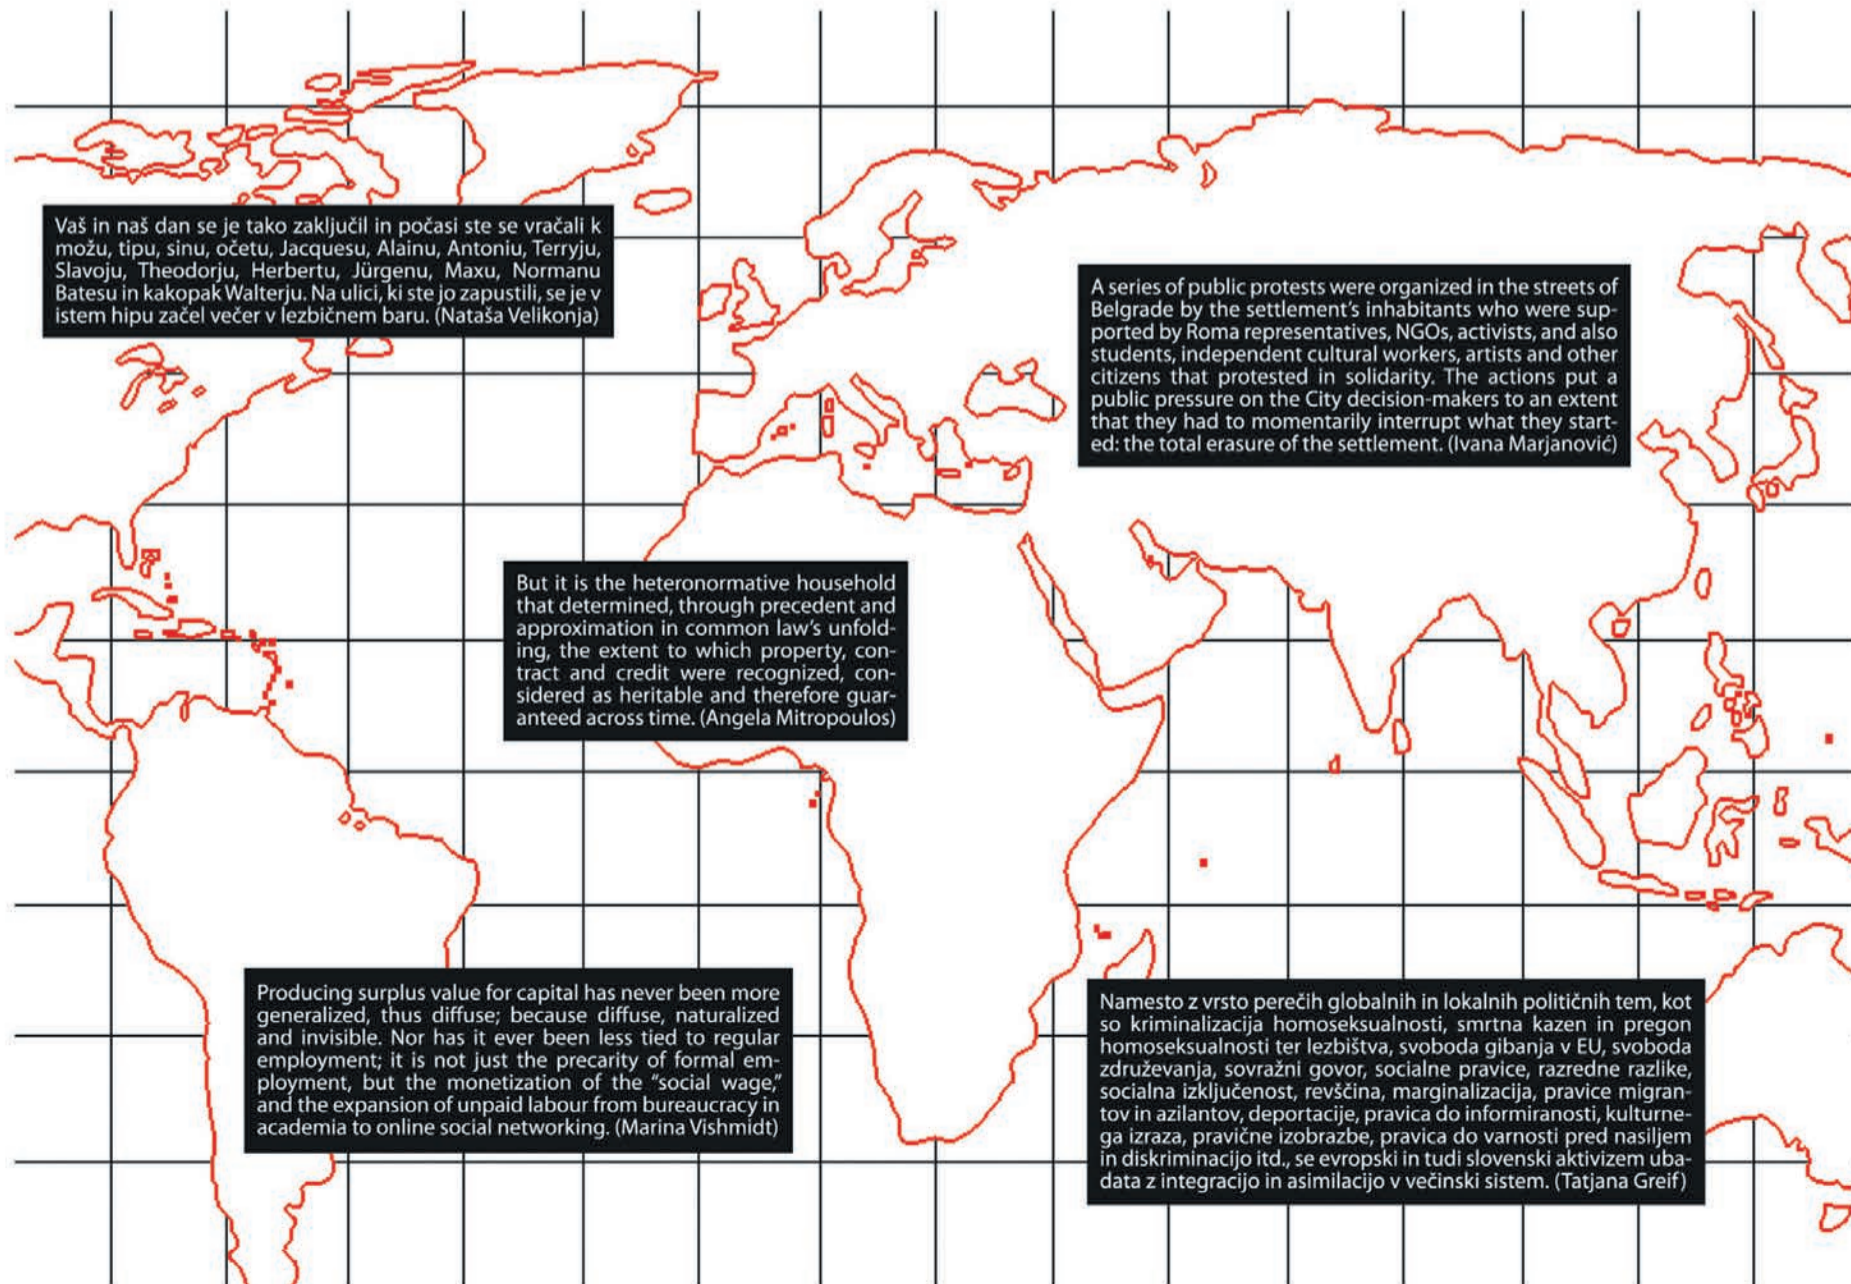 Vaš in naš dan se je tako zaključil in počasi ste se vračali k
možu, tipu, sinu, očetu, Jacquesu, Alainu, Antoniu, Terryju,
Slavoju, Theodorju, Herbertu, Jürgenu, Maxu, Normanu
Batesu in kakopak Walterju. Na ulici, ki ste jo zapustili, se je v
istem hipu začel večer v lezbičnem baru. (Nataša Velikonja)
A series of public protests were organized in the streets of
Belgrade by the settlement's inhabitants who were sup-
ported by Roma representatives, NGOs, activists, and also
students, independent cultural workers, artists and other
citizens that protested in solidarity. The actions put a
public pressure on the City decision-makers to an extent
that they had to momentarily interrupt what they start-
ed: the total erasure of the settlement. (Ivana Marjanović)
But it is the heteronormative household
that determined, through precedent and
approximation in common law's unfold-
ing, the extent to which property, con-
tract and credit were recognized, con-
sidered as heritable and therefore guar-
anteed across time. (Angela Mitropoulos)
Producing surplus value for capital has never been more
generalized, thus diffuse; because diffuse, naturalized
and invisible. Nor has it ever been less tied to regular
employment; it is not just the precarity of formal em-
ployment, but the monetization of the “social wage,”
and the expansion of unpaid labour from bureaucracy in
academia to online social networking. (Marina Vishmidt)
Namesto z vrsto perečih globalnih in lokalnih političnih tem, kot
so kriminalizacija homoseksualnosti, smrtna kazen in pregon
homoseksualnosti ter lezbištva, svoboda gibanja v EU, svoboda
združevanja, sovražni govor, socialne pravice, razredne razlike,
socialna izključenost, revščina, marginalizacija, pravice migran-
tov in azilantov, deportacije, pravica do informiranosti, kulturne-
ga izraza, pravične izobrazbe, pravica do varnosti pred nasiljem
in diskriminacijo itd., se evropski in tudi slovenski aktivizem uba-
data z integracijo in asimilacijo v večinski sistem. (Tatjana Greif)